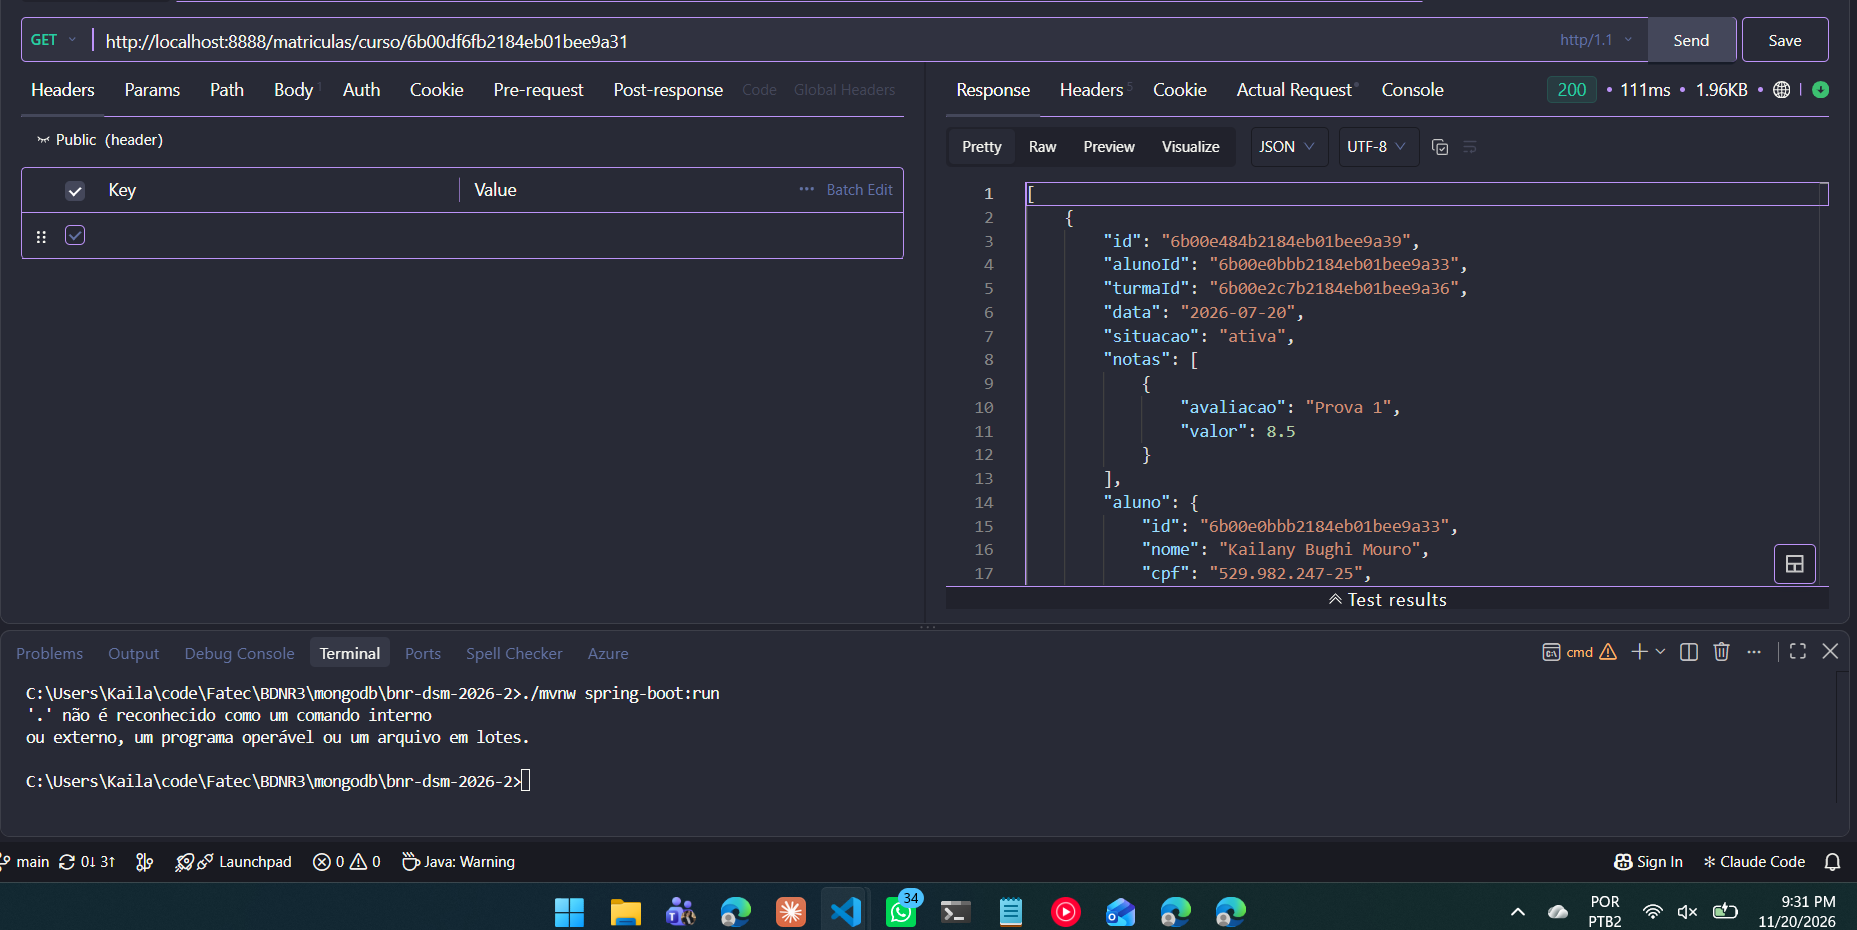 GET http://localhost:8888/matriculas/curso/6b00df6fb2184eb01bee9a31 http/1.1 Send Save
Headers Params Path Body 1 Auth Cookie Pre-request Post-response Code Global Headers
Public (header)
Key Value ··· Batch Edit
Response Headers 5 Cookie Actual Request Console 200 • 111ms • 1.96KB
Pretty Raw Preview Visualize JSON UTF-8
1 [
2 {
3 "id": "6b00e484b2184eb01bee9a39",
4 "alunoId": "6b00e0bbb2184eb01bee9a33",
5 "turmaId": "6b00e2c7b2184eb01bee9a36",
6 "data": "2026-07-20",
7 "situacao": "ativa",
8 "notas": [
9 {
10 "avaliacao": "Prova 1",
11 "valor": 8.5
12 }
13 ],
14 "aluno": {
15 "id": "6b00e0bbb2184eb01bee9a33",
16 "nome": "Kailany Bughi Mouro",
17 "cpf": "529.982.247-25",
Test results
Problems Output Debug Console Terminal Ports Spell Checker Azure cmd
C:\Users\Kaila\code\Fatec\BDNR3\mongodb\bnr-dsm-2026-2>./mvnw spring-boot:run
'.' não é reconhecido como um comando interno
ou externo, um programa operável ou um arquivo em lotes.
C:\Users\Kaila\code\Fatec\BDNR3\mongodb\bnr-dsm-2026-2>
main 0↓ 3↑ Launchpad 0 0 Java: Warning Sign In Claude Code
34
POR
PTB2
9:31 PM
11/20/2026